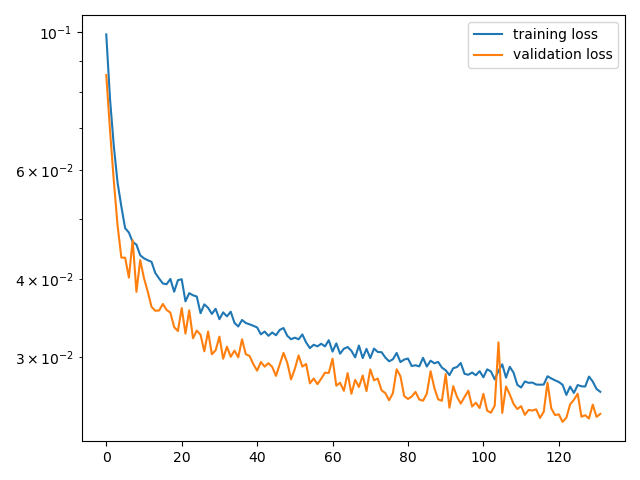 training loss
validation loss
10⁻¹
6 × 10⁻²
4 × 10⁻²
3 × 10⁻²
0 20 40 60 80 100 120